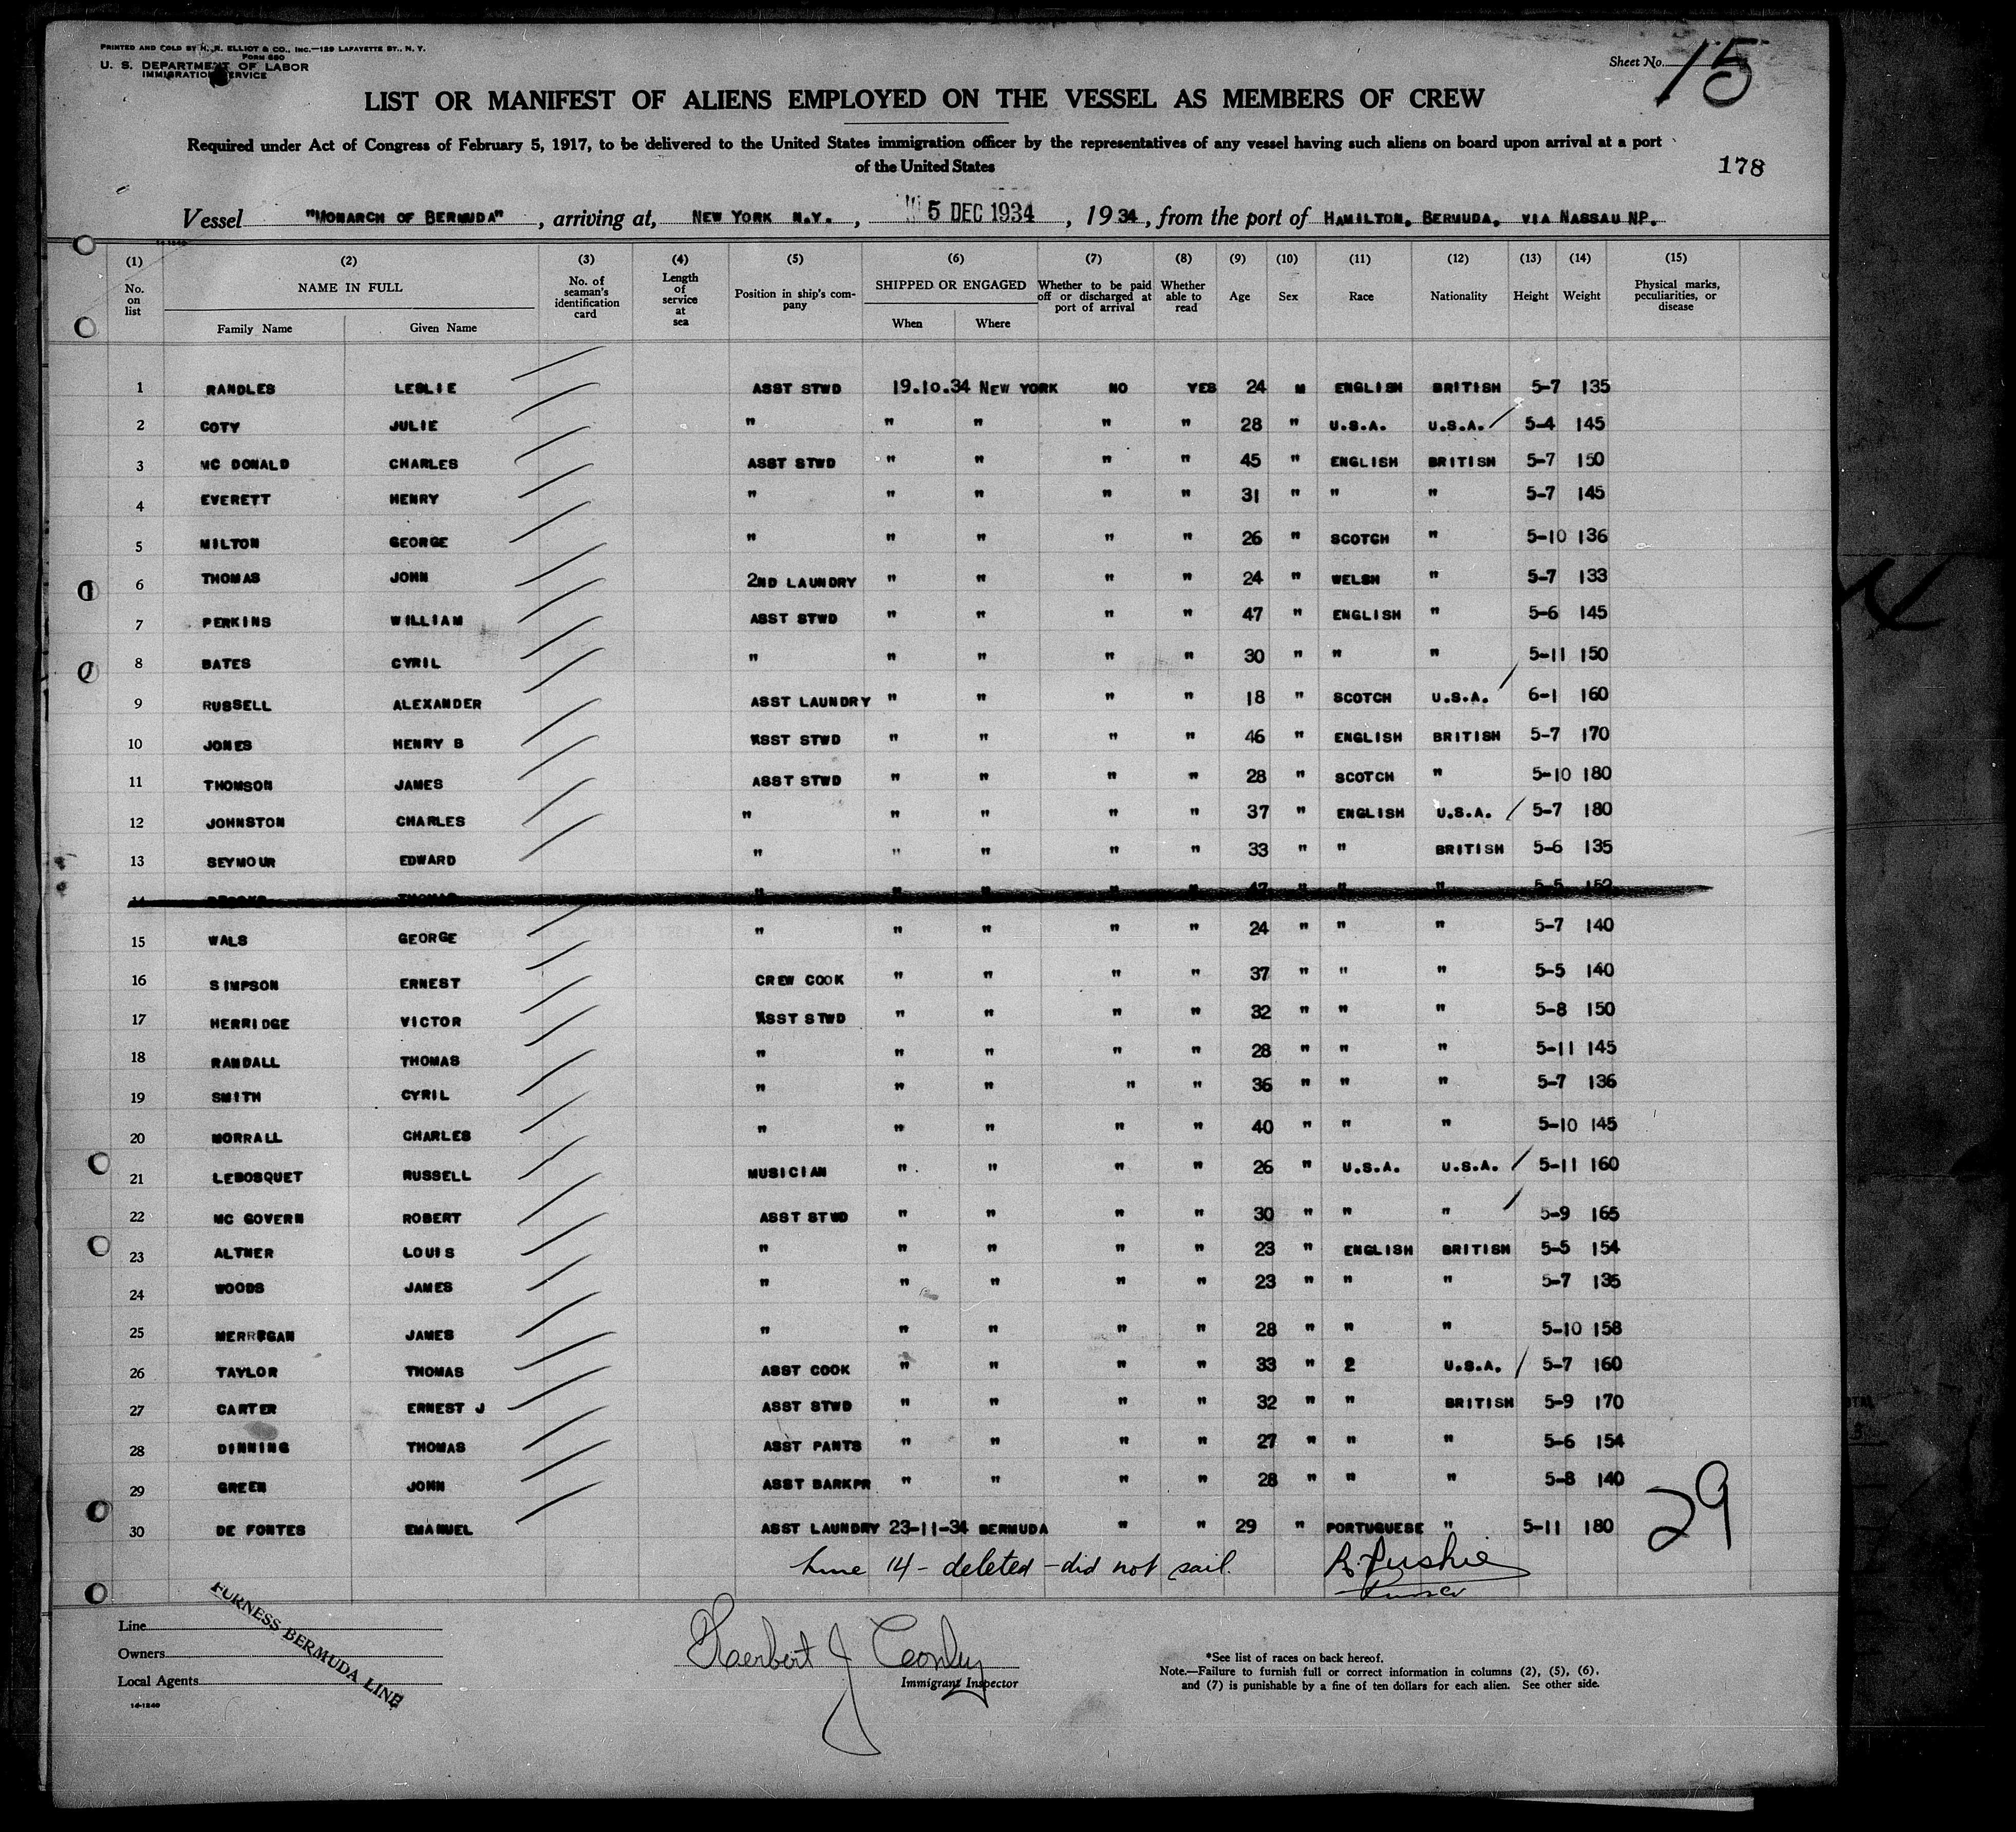 PRINTED AND SOLD BY N. R. ELLIOT & CO., INC.—129 LAFAYETTE ST., N. Y.
FORM 680
U. S. DEPARTMENT OF LABOR
IMMIGRATION SERVICE
Sheet No. 15
LIST OR MANIFEST OF ALIENS EMPLOYED ON THE VESSEL AS MEMBERS OF CREW
Required under Act of Congress of February 5, 1917, to be delivered to the United States immigration officer by the representatives of any vessel having such aliens on board upon arrival at a port
of the United States
178
Vessel "MONARCH OF BERMUDA", arriving at, NEW YORK N.Y., 5 DEC 1934, 1934, from the port of HAMILTON, BERMUDA, VIA NASSAU NP.
14-1240
(1) (2) (3) (4) (5) (6) (7) (8) (9) (10) (11) (12) (13) (14) (15)
No. on list NAME IN FULL Family Name Given Name No. of seaman's identification card Length of service at sea Position in ship's company SHIPPED OR ENGAGED When Where Whether to be paid off or discharged at port of arrival Whether able to read Age Sex Race Nationality Height Weight Physical marks, peculiarities, or disease
1 RANDLES LESLIE ASST STWD 19.10.34 NEW YORK NO YES 24 M ENGLISH BRITISH 5-7 135
2 COTY JULIE " " " " " 28 " U.S.A. U.S.A. 5-4 145
3 MC DONALD CHARLES ASST STWD " " " " 45 " ENGLISH BRITISH 5-7 150
4 EVERETT HENRY " " " " " 31 " " " 5-7 145
5 MILTON GEORGE " " " " " 26 " SCOTCH " 5-10 136
6 THOMAS JOHN 2ND LAUNDRY " " " " 24 " WELSH " 5-7 133
7 PERKINS WILLIAM ASST STWD " " " " 47 " ENGLISH " 5-6 145
8 BATES CYRIL " " " " " 30 " " " 5-11 150
9 RUSSELL ALEXANDER ASST LAUNDRY " " " " 18 " SCOTCH U.S.A. 6-1 160
10 JONES HENRY B ASST STWD " " " " 46 " ENGLISH BRITISH 5-7 170
11 THOMSON JAMES ASST STWD " " " " 28 " SCOTCH " 5-10 180
12 JOHNSTON CHARLES " " " " " 37 " ENGLISH U.S.A. 5-7 180
13 SEYMOUR EDWARD " " " " " 33 " " BRITISH 5-6 135
14 THOMAS " " " " " 47 " " " 5-5 152
15 WALS GEORGE " " " " " 24 " " " 5-7 140
16 SIMPSON ERNEST CREW COOK " " " " 37 " " " 5-5 140
17 HERRIDGE VICTOR ASST STWD " " " " 32 " " " 5-8 150
18 RANDALL THOMAS " " " " " 28 " " " 5-11 145
19 SMITH CYRIL " " " " " 36 " " " 5-7 136
20 MORRALL CHARLES " " " " " 40 " " " 5-10 145
21 LEBOSQUET RUSSELL MUSICIAN " " " " 26 " U.S.A. U.S.A. 5-11 160
22 MC GOVERN ROBERT ASST STWD " " " " 30 " " " 5-9 165
23 ALTNER LOUIS " " " " " 23 " ENGLISH BRITISH 5-5 154
24 WOODS JAMES " " " " " 23 " " " 5-7 135
25 MERRIGAN JAMES " " " " " 28 " " " 5-10 158
26 TAYLOR THOMAS ASST COOK " " " " 33 " 2 U.S.A. 5-7 160
27 CARTER ERNEST J ASST STWD " " " " 32 " " BRITISH 5-9 170
28 DINNING THOMAS ASST PANTS " " " " 27 " " " 5-6 154
29 GREEN JOHN ASST BARKPR " " " " 28 " " " 5-8 140
30 DE FONTES EMANUEL ASST LAUNDRY 23-11-34 BERMUDA " " 29 " PORTUGUESE " 5-11 180
29
Line 14 - deleted - did not sail.
Purser
Line
Owners
Local Agents
FURNESS BERMUDA LINE
14-1240
Herbert J Conley
Immigrant Inspector
*See list of races on back hereof.
Note.—Failure to furnish full or correct information in columns (2), (5), (6),
and (7) is punishable by a fine of ten dollars for each alien. See other side.